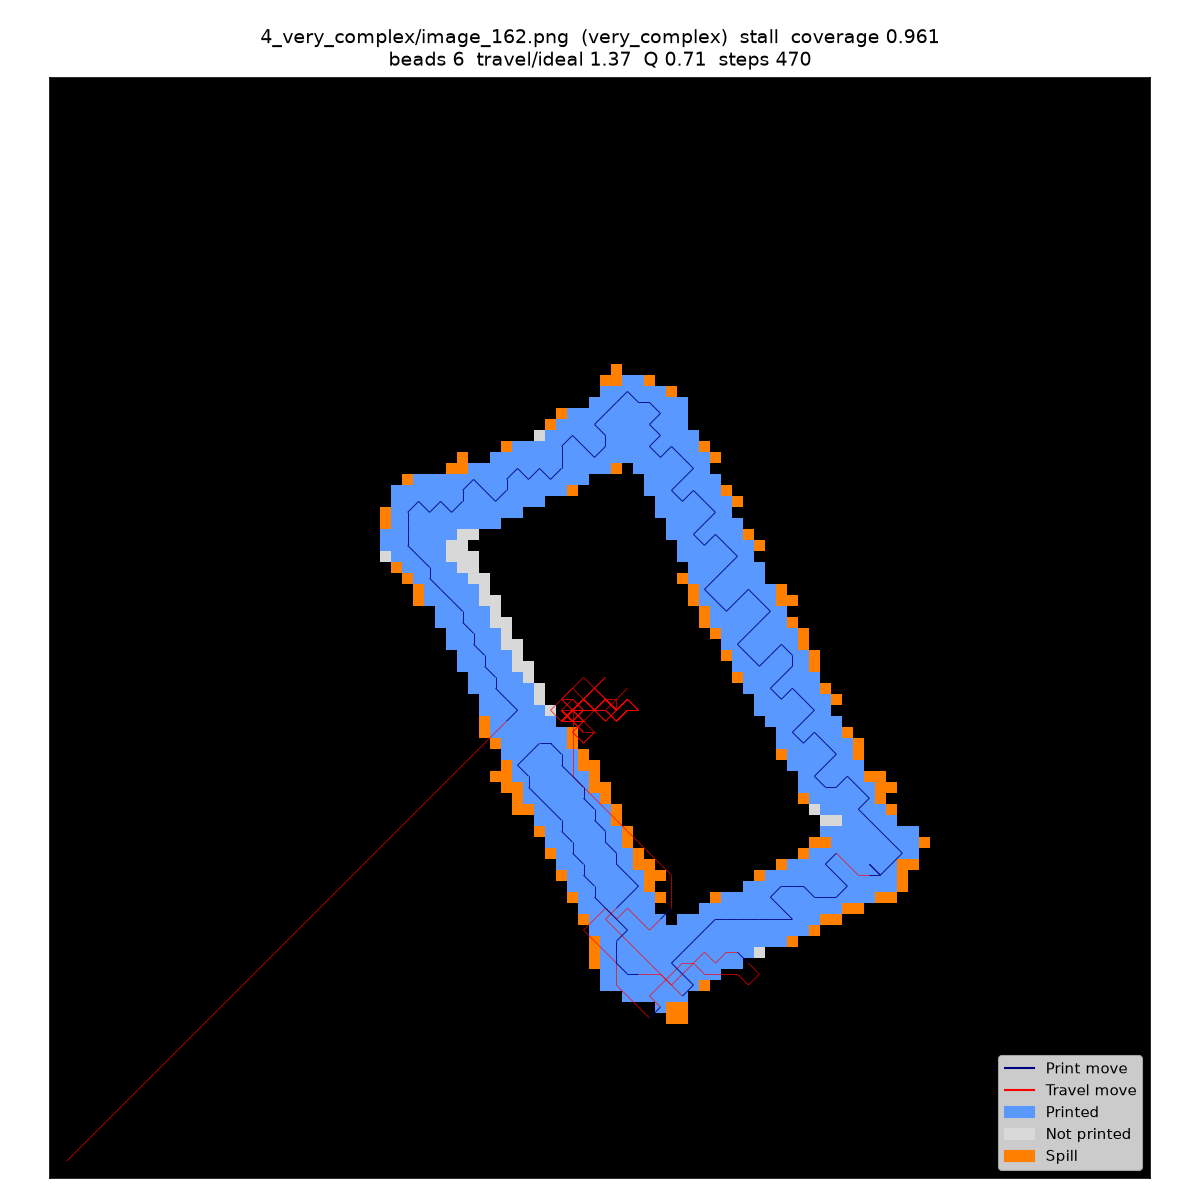 4_very_complex/image_162.png  (very_complex)  stall  coverage 0.961
beads 6  travel/ideal 1.37  Q 0.71  steps 470
Print move
Travel move
Printed
Not printed
Spill